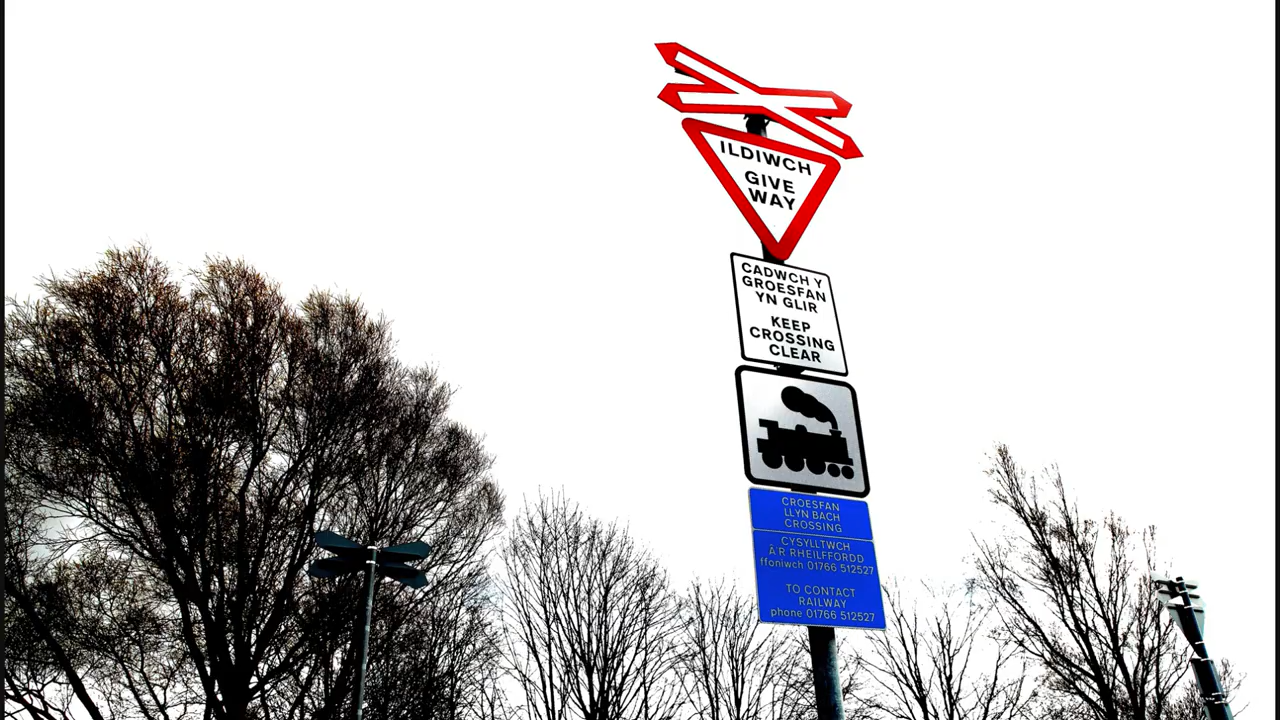 ILDIWCH
GIVE
WAY
CADWCH Y
GROESFAN
YN GLIR
KEEP
CROSSING
CLEAR
CROESFAN
LLYN BACH
CROSSING
CYSYLLTWCH
Â'R RHEILFFORDD
ffoniwch 01766 512527
TO CONTACT
RAILWAY
phone 01766 512527